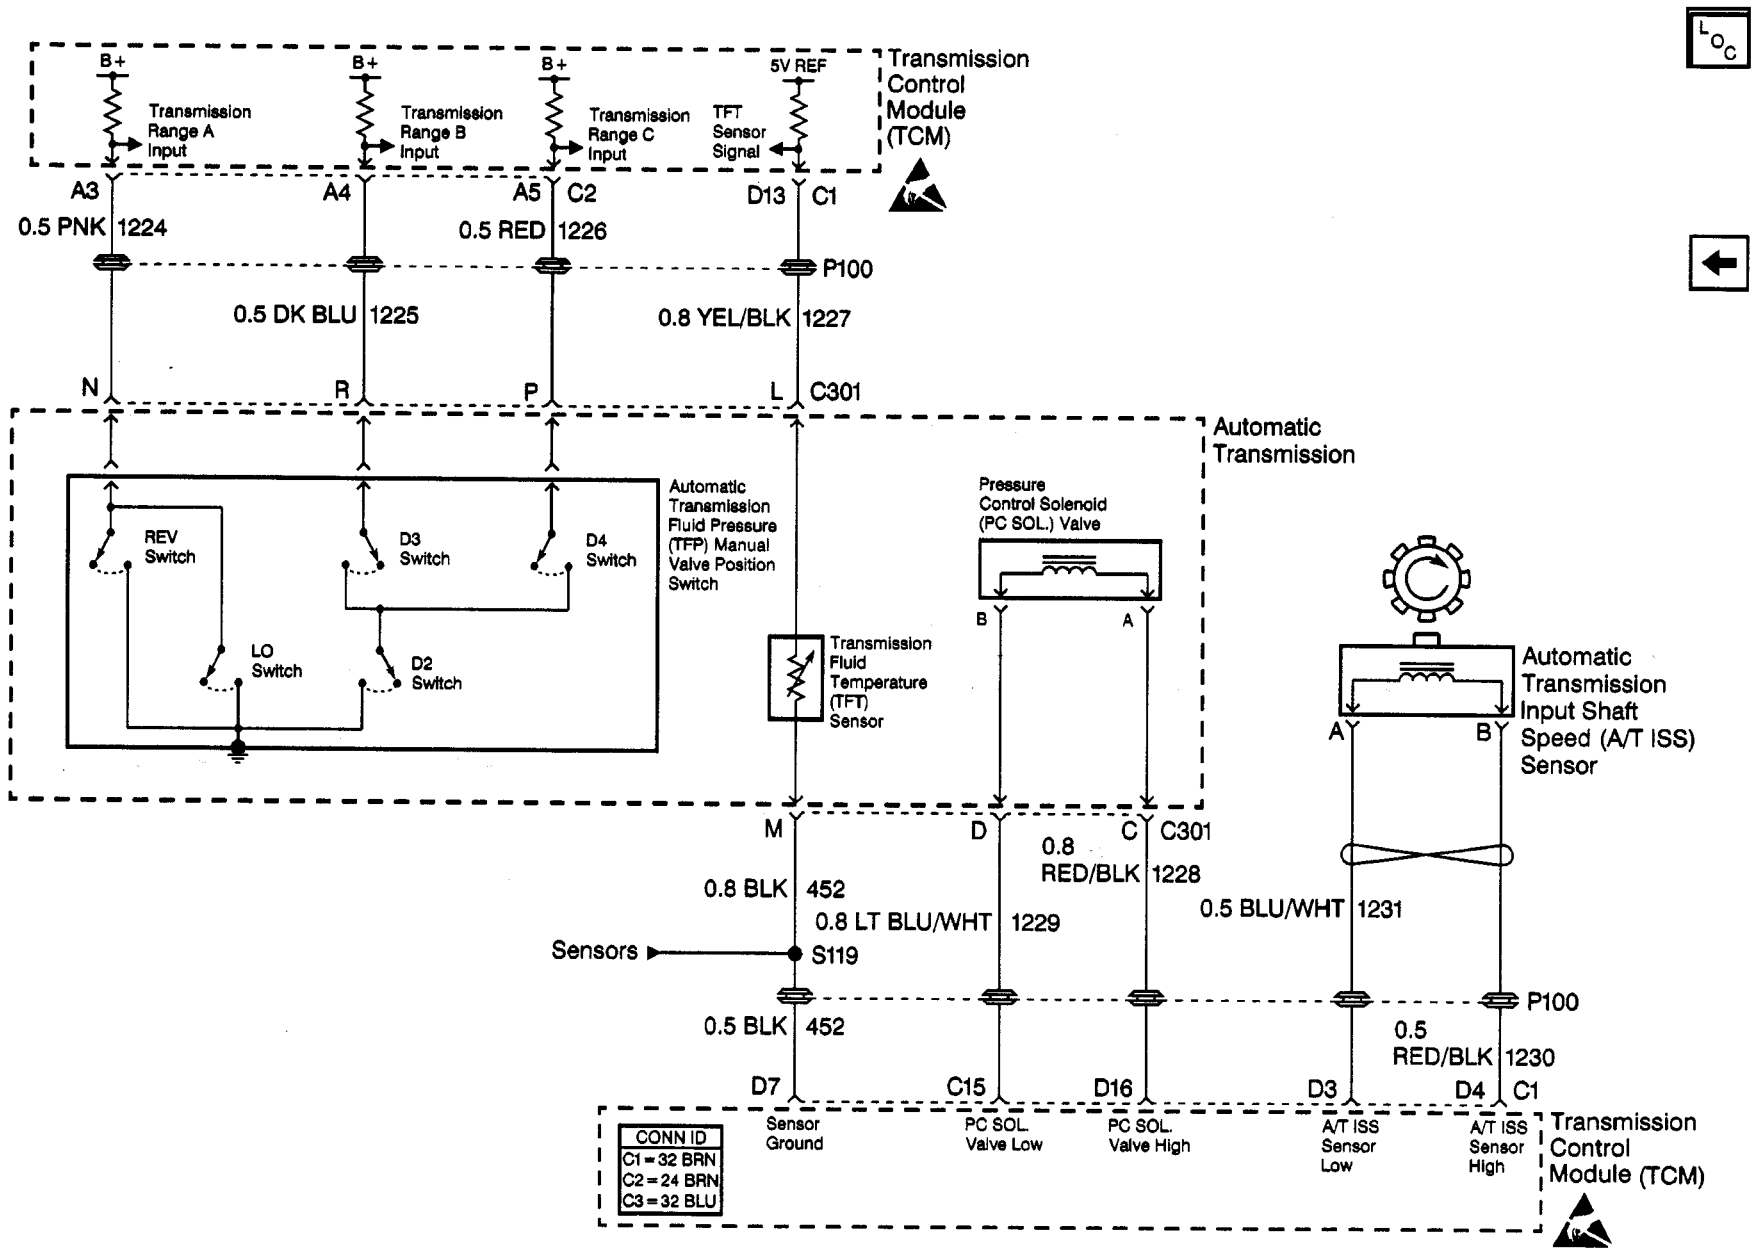 LOC
B+
B+
B+
5V REF
Transmission
Control
Module
(TCM)
Transmission
Range A
Input
Transmission
Range B
Input
Transmission
Range C
Input
TFT
Sensor
Signal
A3
A4
A5
C2
D13
C1
0.5 PNK
1224
0.5 RED
1226
P100
0.5 DK BLU
1225
0.8 YEL/BLK
1227
N
R
P
L
C301
Automatic
Transmission
Automatic
Transmission
Fluid Pressure
(TFP) Manual
Valve Position
Switch
Pressure
Control Solenoid
(PC SOL.) Valve
REV
Switch
D3
Switch
D4
Switch
B
A
LO
Switch
D2
Switch
Transmission
Fluid
Temperature
(TFT)
Sensor
Automatic
Transmission
Input Shaft
Speed (A/T ISS)
Sensor
A
B
M
D
C
C301
0.8
RED/BLK
1228
0.8 BLK
452
0.8 LT BLU/WHT
1229
0.5 BLU/WHT
1231
Sensors
S119
P100
0.5 BLK
452
0.5
RED/BLK
1230
D7
C15
D16
D3
D4
C1
Sensor
Ground
PC SOL.
Valve Low
PC SOL.
Valve High
A/T ISS
Sensor
Low
A/T ISS
Sensor
High
Transmission
Control
Module (TCM)
CONN ID
C1=32 BRN
C2=24 BRN
C3=32 BLU